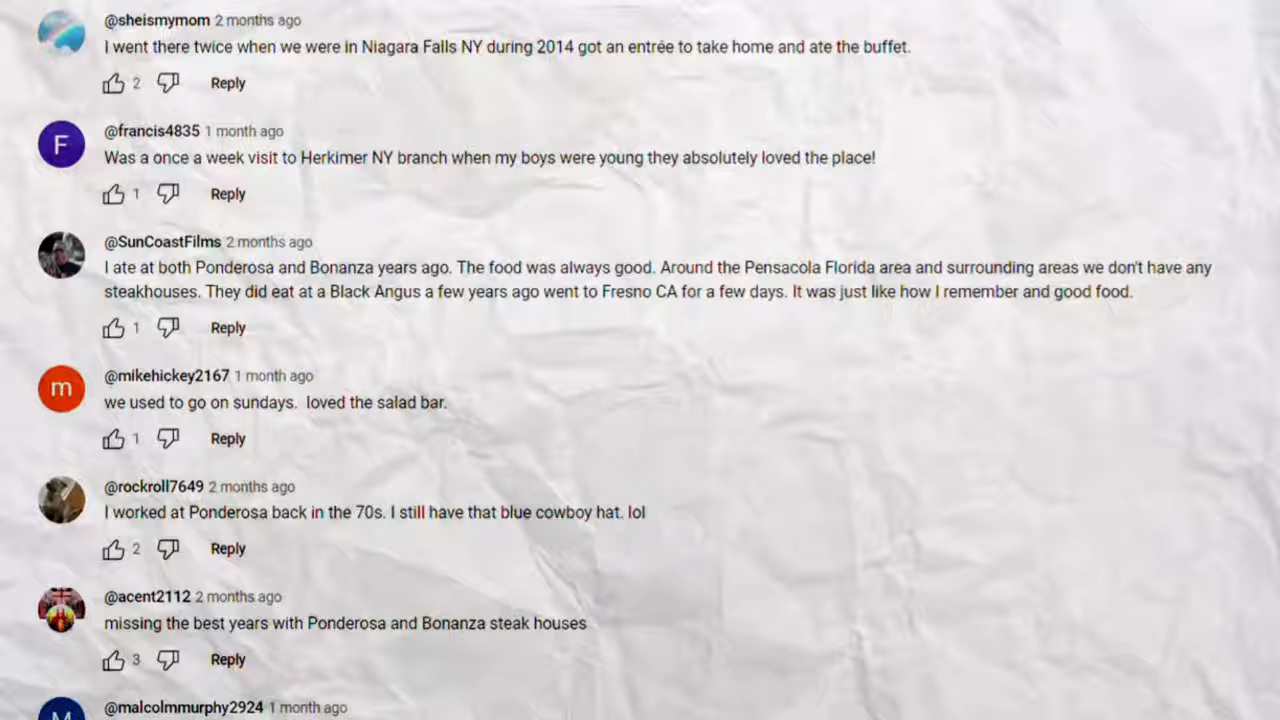 @sheismymom 2 months ago
I went there twice when we were in Niagara Falls NY during 2014 got an entrée to take home and ate the buffet.
2 Reply
F
@francis4835 1 month ago
Was a once a week visit to Herkimer NY branch when my boys were young they absolutely loved the place!
1 Reply
@SunCoastFilms 2 months ago
I ate at both Ponderosa and Bonanza years ago. The food was always good. Around the Pensacola Florida area and surrounding areas we don't have any
steakhouses. They did eat at a Black Angus a few years ago went to Fresno CA for a few days. It was just like how I remember and good food.
1 Reply
m
@mikehickey2167 1 month ago
we used to go on sundays. loved the salad bar.
1 Reply
@rockroll7649 2 months ago
I worked at Ponderosa back in the 70s. I still have that blue cowboy hat. lol
2 Reply
@acent2112 2 months ago
missing the best years with Ponderosa and Bonanza steak houses
3 Reply
M
@malcolmmurphy2924 1 month ago